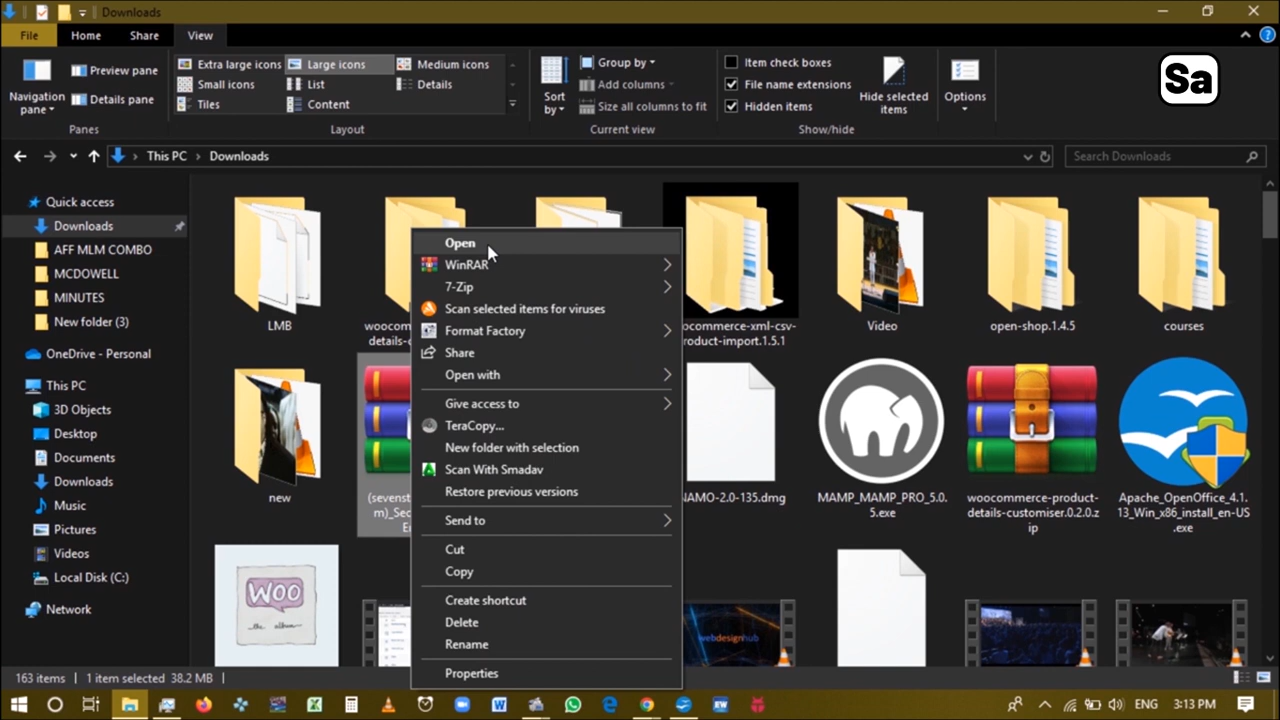 Downloads
File
Home
Share
View
Sa
Navigation
pane
Preview pane
Details pane
Panes
Extra large icons
Large icons
Medium icons
Small icons
List
Details
Tiles
Content
Layout
Sort
by
Group by
Add columns
Size all columns to fit
Current view
Item check boxes
File name extensions
Hidden items
Hide selected
items
Show/hide
Options
This PC
Downloads
Search Downloads
Quick access
Downloads
AFF MLM COMBO
MCDOWELL
MINUTES
New folder (3)
OneDrive - Personal
This PC
3D Objects
Desktop
Documents
Downloads
Music
Pictures
Videos
Local Disk (C:)
Network
LMB
ocommerce-xml-csv-
roduct-import.1.5.1
Video
open-shop.1.4.5
courses
new
(sevenst
m)_Sec
NAMO-2.0-135.dmg
MAMP_MAMP_PRO_5.0.
5.exe
woocommerce-product-
details-customiser.0.2.0.z
ip
Apache_OpenOffice_4.1.
13_Win_x86_install_en-US
.exe
WOO
the album
webdesignhub
Open
WinRAR
7-Zip
Scan selected items for viruses
Format Factory
Share
Open with
Give access to
TeraCopy...
New folder with selection
Scan With Smadav
Restore previous versions
Send to
Cut
Copy
Create shortcut
Delete
Rename
Properties
163 items
1 item selected 38.2 MB
ENG
3:13 PM